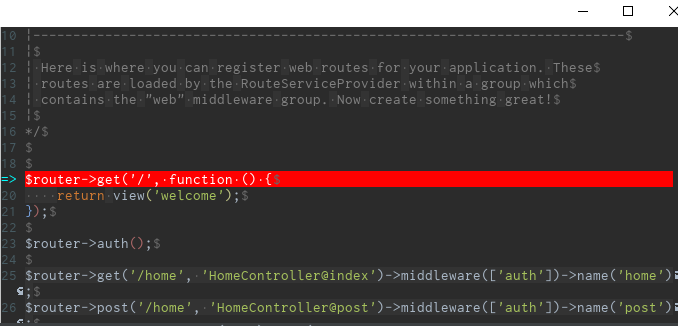 10 |--------------------------------------------------------------------------$
11 |$
12 | Here is where you can register web routes for your application. These$
13 | routes are loaded by the RouteServiceProvider within a group which$
14 | contains the "web" middleware group. Now create something great!$
15 |$
16 */$
17 $
18 $
=> $router->get('/', function () {$
20 ····return view('welcome');$
21 });$
22 $
23 $router->auth();$
24 $
25 $router->get('/home', 'HomeController@index')->middleware(['auth'])->name('home')
;$
26 $router->post('/home', 'HomeController@post')->middleware(['auth'])->name('post')
;$